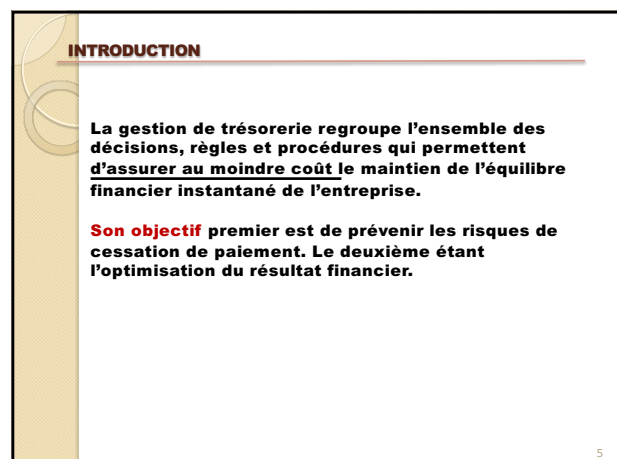 INTRODUCTION
La gestion de trésorerie regroupe l’ensemble des
décisions, règles et procédures qui permettent
d’assurer au moindre coût le maintien de l’équilibre
financier instantané de l’entreprise.
Son objectif premier est de prévenir les risques de
cessation de paiement. Le deuxième étant
l’optimisation du résultat financier.
5